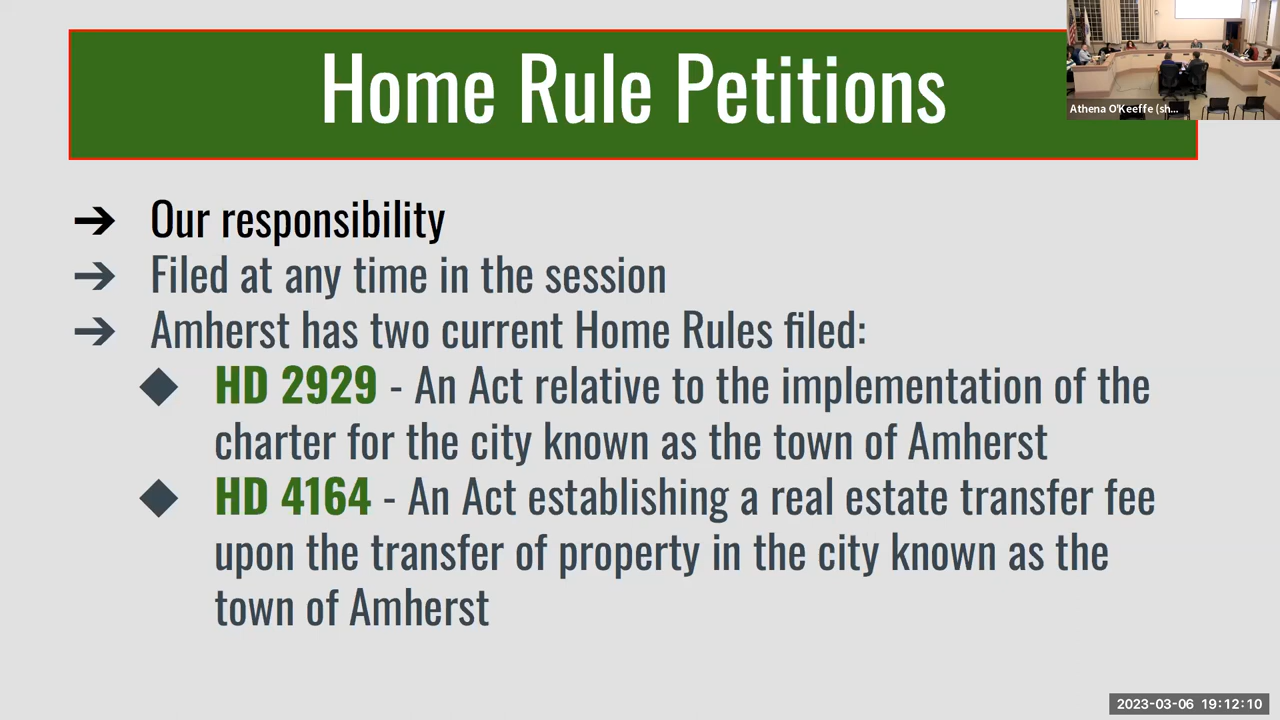 Home Rule Petitions
Athena O'Keeffe (sh...
➔ Our responsibility
➔ Filed at any time in the session
➔ Amherst has two current Home Rules filed:
◆ HD 2929 - An Act relative to the implementation of the
charter for the city known as the town of Amherst
◆ HD 4164 - An Act establishing a real estate transfer fee
upon the transfer of property in the city known as the
town of Amherst
2023-03-06 19:12:10